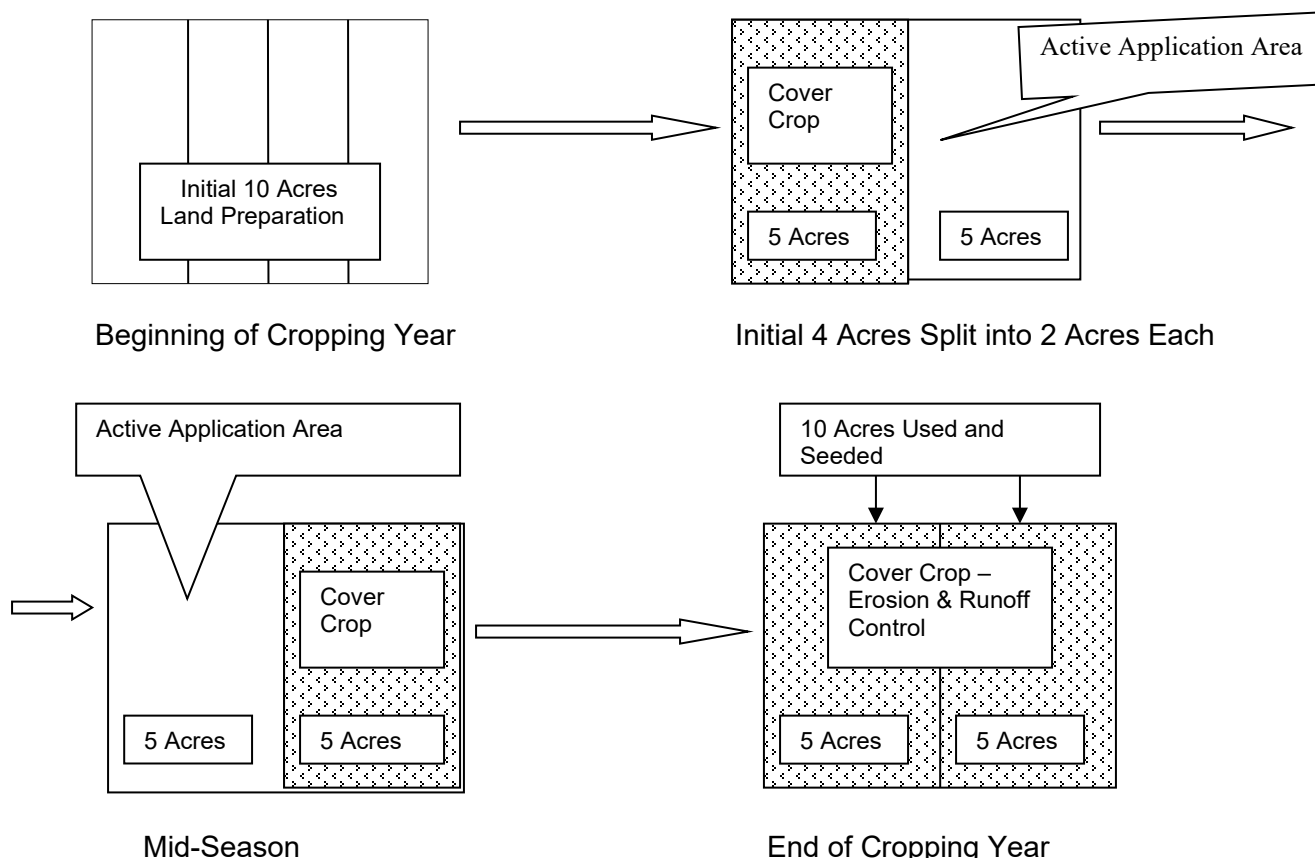 Initial 10 Acres
Land Preparation
Beginning of Cropping Year
Cover
Crop
5 Acres
5 Acres
Active Application Area
Initial 4 Acres Split into 2 Acres Each
Active Application Area
Cover
Crop
5 Acres
5 Acres
Mid-Season
10 Acres Used and
Seeded
Cover Crop –
Erosion & Runoff
Control
5 Acres
5 Acres
End of Cropping Year